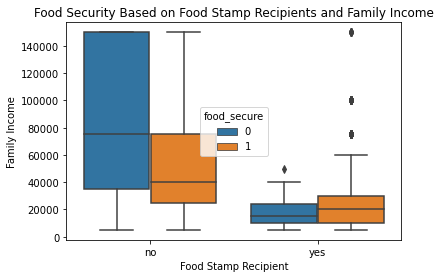 Food Security Based on Food Stamp Recipients and Family Income
140000
120000
100000
80000
60000
40000
20000
0
Family Income
food_secure
0
1
no
yes
Food Stamp Recipient